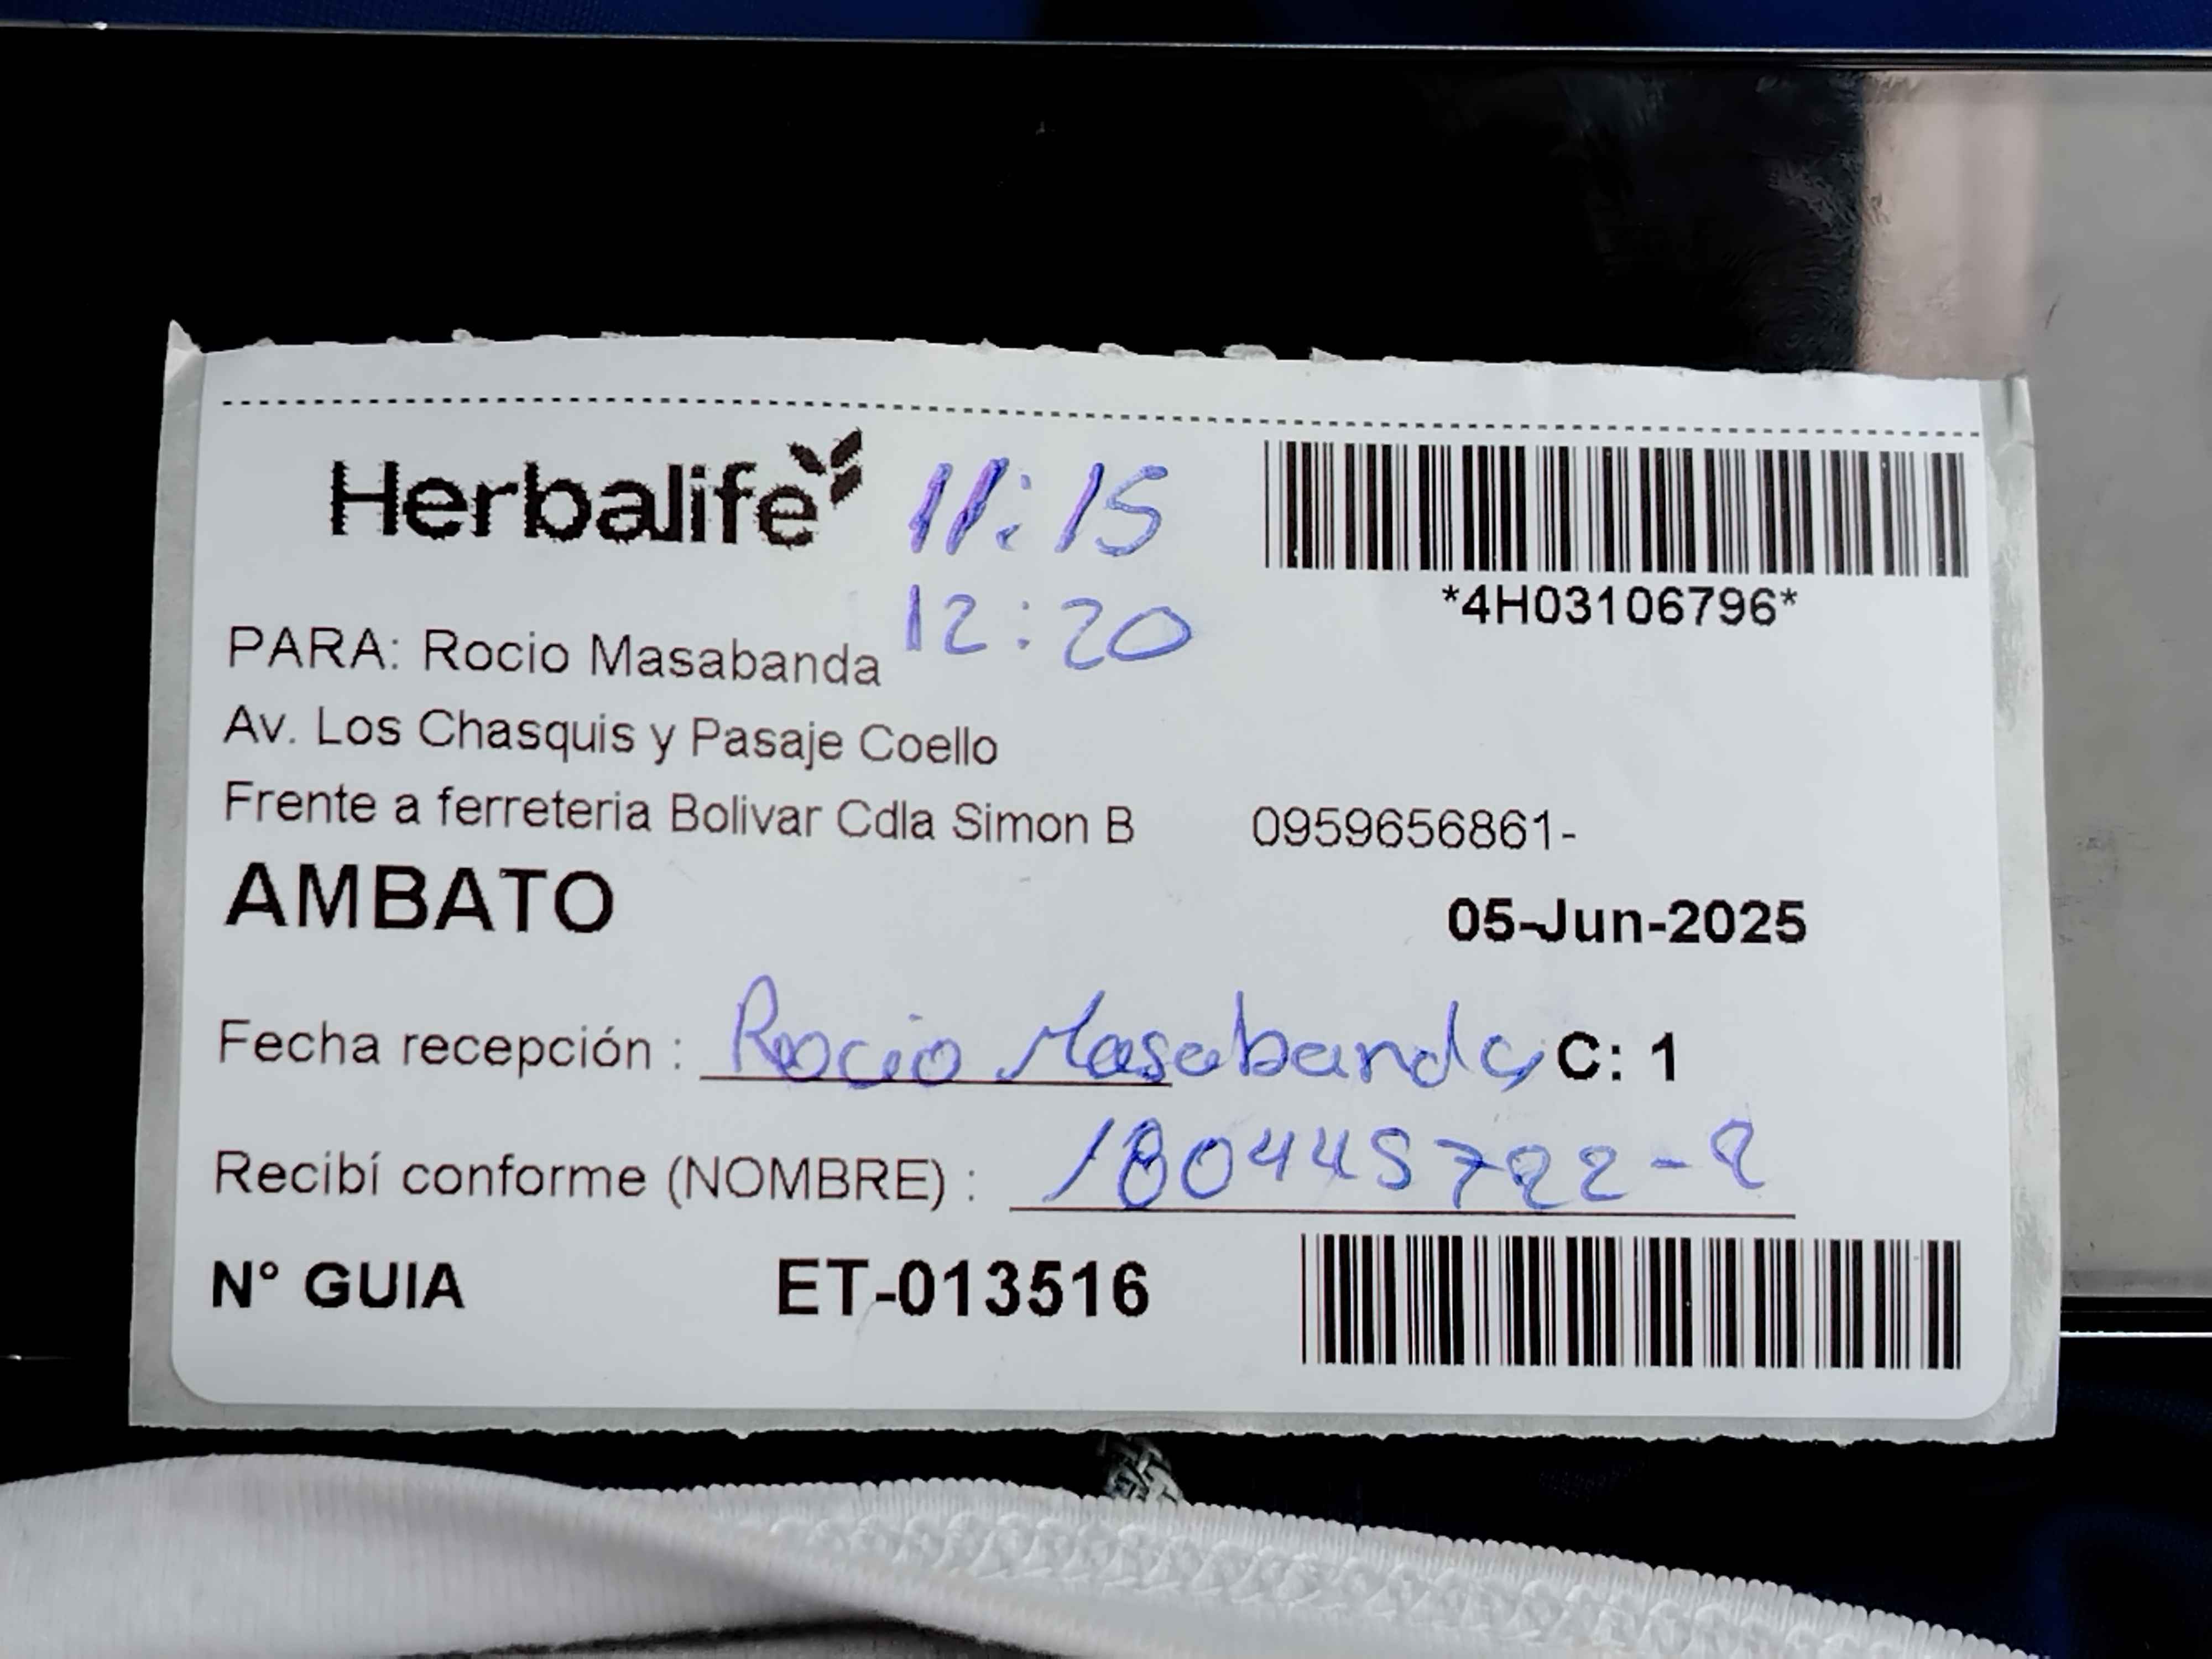 Herbalife 11:15
*4H03106796*
12:20
PARA: Rocio Masabanda
Av. Los Chasquis y Pasaje Coello
Frente a ferreteria Bolivar Cdla Simon B 0959656861-
AMBATO 05-Jun-2025
Fecha recepción : Rocio Masabanda C: 1
Recibí conforme (NOMBRE) : 180445722-2
N° GUIA ET-013516